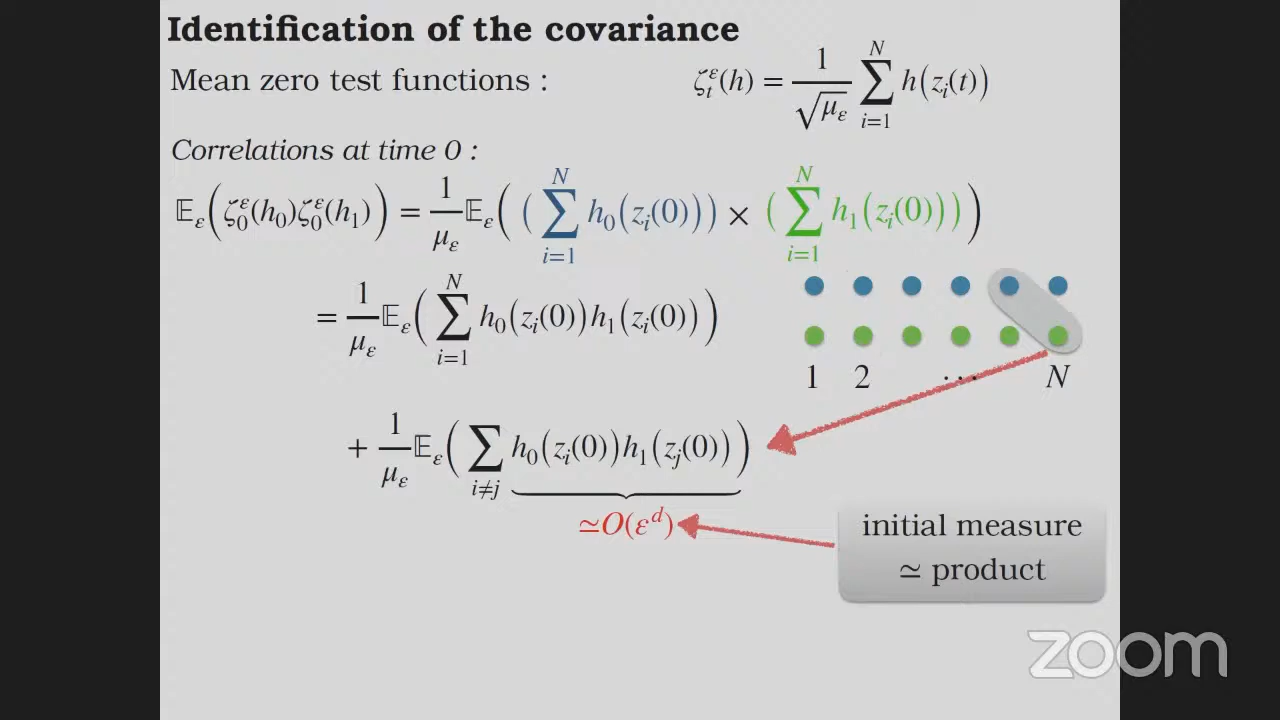 Identification of the covariance
Mean zero test functions : ζ_t^ε(h) = 1/√μ_ε ∑_{i=1}^N h(z_i(t))
Correlations at time 0 :
𝔼_ε(ζ_0^ε(h_0)ζ_0^ε(h_1)) = 1/μ_ε 𝔼_ε((∑_{i=1}^N h_0(z_i(0))) × (∑_{i=1}^N h_1(z_i(0))))
= 1/μ_ε 𝔼_ε(∑_{i=1}^N h_0(z_i(0))h_1(z_i(0)))
1 2 ⋯ N
+ 1/μ_ε 𝔼_ε(∑_{i≠j} h_0(z_i(0))h_1(z_j(0)))
≃O(ε^d)
initial measure
≃ product
zoom